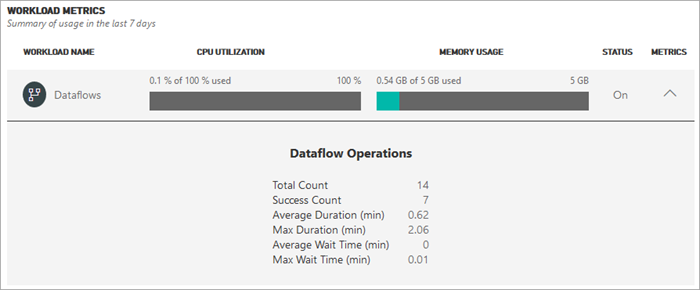 WORKLOAD METRICS
Summary of usage in the last 7 days
WORKLOAD NAME CPU UTILIZATION MEMORY USAGE STATUS METRICS
0.1 % of 100 % used 100 % 0.54 GB of 5 GB used 5 GB
Dataflows On
Dataflow Operations
Total Count 14
Success Count 7
Average Duration (min) 0.62
Max Duration (min) 2.06
Average Wait Time (min) 0
Max Wait Time (min) 0.01